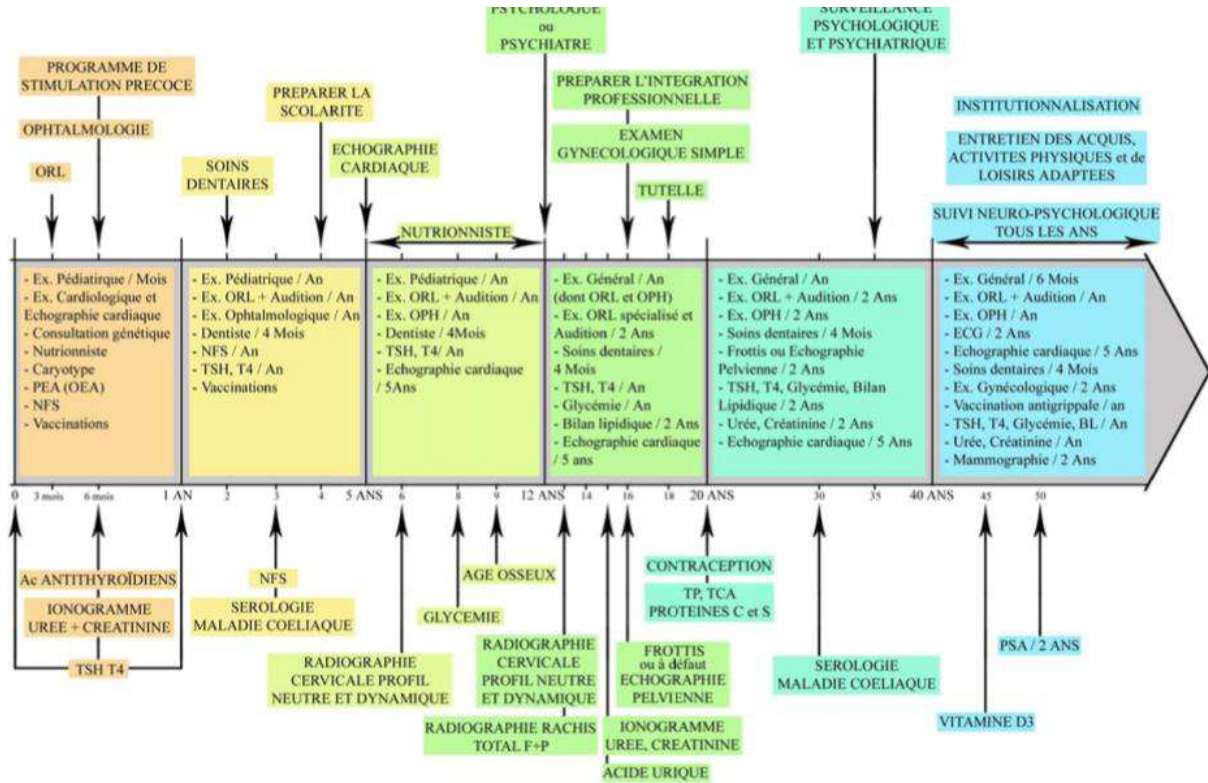 PROGRAMME DE
STIMULATION PRECOCE
OPHTALMOLOGIE
ORL
SOINS
DENTAIRES
PREPARER LA
SCOLARITE
ECHOGRAPHIE
CARDIAQUE
NUTRIONNISTE
PSYCHOLOGUE
ou
PSYCHIATRE
PREPARER L'INTEGRATION
PROFESSIONNELLE
EXAMEN
GYNECOLOGIQUE SIMPLE
TUTELLE
SURVEILLANCE
PSYCHOLOGIQUE
ET PSYCHIATRIQUE
INSTITUTIONNALISATION
ENTRETIEN DES ACQUIS,
ACTIVITES PHYSIQUES et de
LOISIRS ADAPTEES
SUIVI NEURO-PSYCHOLOGIQUE
TOUS LES ANS
- Ex. Pédiatirque / Mois
- Ex. Cardiologique et
Echographie cardiaque
- Consultation génétique
- Nutrionniste
- Caryotype
- PEA (OEA)
- NFS
- Vaccinations
- Ex. Pédiatrique / An
- Ex. ORL + Audition / An
- Ex. Ophtalmologique / An
- Dentiste / 4 Mois
- NFS / An
- TSH, T4 / An
- Vaccinations
- Ex. Pédiatrique / An
- Ex. ORL + Audition / An
- Ex. OPH / An
- Dentiste / 4Mois
- TSH, T4/ An
- Echographie cardiaque
/ 5Ans
- Ex. Général / An
(dont ORL et OPH)
- Ex. ORL spécialisé et
Audition / 2 Ans
- Soins dentaires /
4 Mois
- TSH, T4 / An
- Glycémie / An
- Bilan lipidique / 2 Ans
- Echographie cardiaque
/ 5 ans
- Ex. Général / An
- Ex. ORL + Audition / 2 Ans
- Ex. OPH / 2 Ans
- Soins dentaires / 4 Mois
- Frottis ou Echographie
Pelvienne / 2 Ans
- TSH, T4, Glycémie, Bilan
Lipidique / 2 Ans
- Urée, Créatinine / 2 Ans
- Echographie cardiaque / 5 Ans
- Ex. Général / 6 Mois
- Ex. ORL + Audition / An
- Ex. OPH / An
- ECG / 2 Ans
- Echographie cardiaque / 5 Ans
- Soins dentaires / 4 Mois
- Ex. Gynécologique / 2 Ans
- Vaccination antigrippale / an
- TSH, T4, Glycémie, BL / An
- Urée, Créatinine / An
- Mammographie / 2 Ans
0 3 mois 6 mois 1 AN 2 3 4 5 ANS 6 8 9 12 ANS 14 16 18 20 ANS 30 35 40 ANS 45 50
Ac ANTITHYROÏDIENS
IONOGRAMME
UREE + CREATININE
TSH T4
NFS
SEROLOGIE
MALADIE COELIAQUE
RADIOGRAPHIE
CERVICALE PROFIL
NEUTRE ET DYNAMIQUE
GLYCEMIE
AGE OSSEUX
RADIOGRAPHIE
CERVICALE
PROFIL NEUTRE
ET DYNAMIQUE
RADIOGRAPHIE RACHIS
TOTAL F+P
FROTTIS
ou à défaut
ECHOGRAPHIE
PELVIENNE
IONOGRAMME
UREE, CREATININE
ACIDE URIQUE
CONTRACEPTION
TP, TCA
PROTEINES C et S
SEROLOGIE
MALADIE COELIAQUE
VITAMINE D3
PSA / 2 ANS